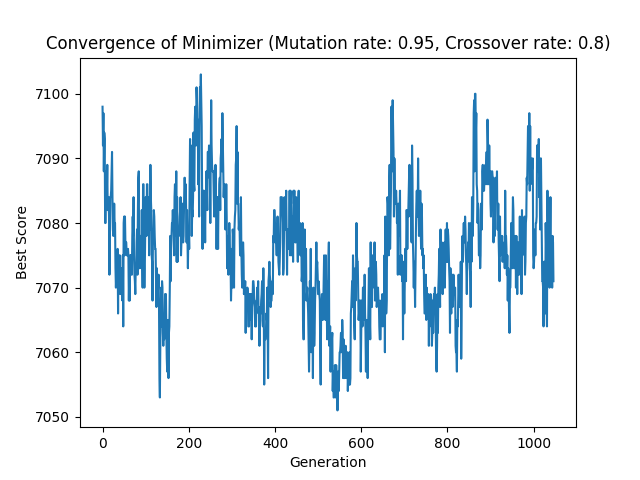 Convergence of Minimizer (Mutation rate: 0.95, Crossover rate: 0.8)
7100
7090
7080
7070
7060
7050
Best Score
0 200 400 600 800 1000
Generation